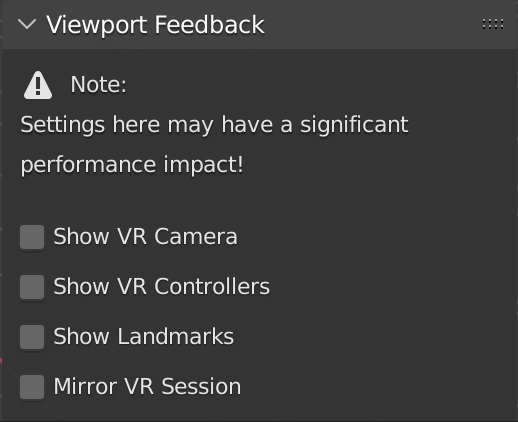 Viewport Feedback
Note:
Settings here may have a significant
performance impact!
Show VR Camera
Show VR Controllers
Show Landmarks
Mirror VR Session